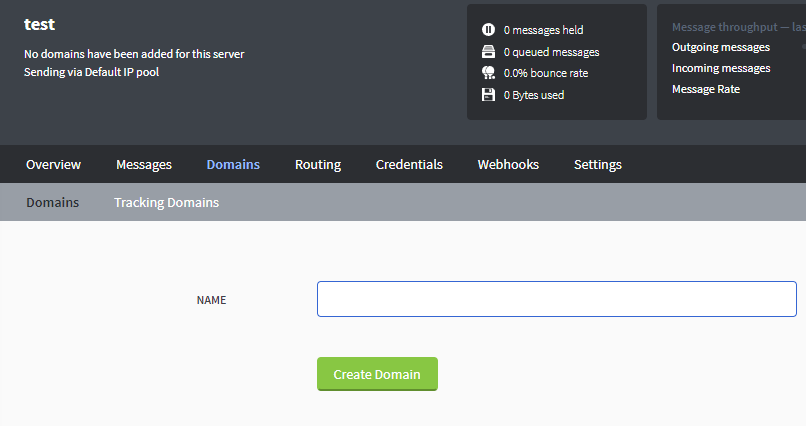 test
No domains have been added for this server
Sending via Default IP pool
0 messages held
0 queued messages
0.0% bounce rate
0 Bytes used
Message throughput — las
Outgoing messages
Incoming messages
Message Rate
Overview Messages Domains Routing Credentials Webhooks Settings
Domains Tracking Domains
NAME
Create Domain